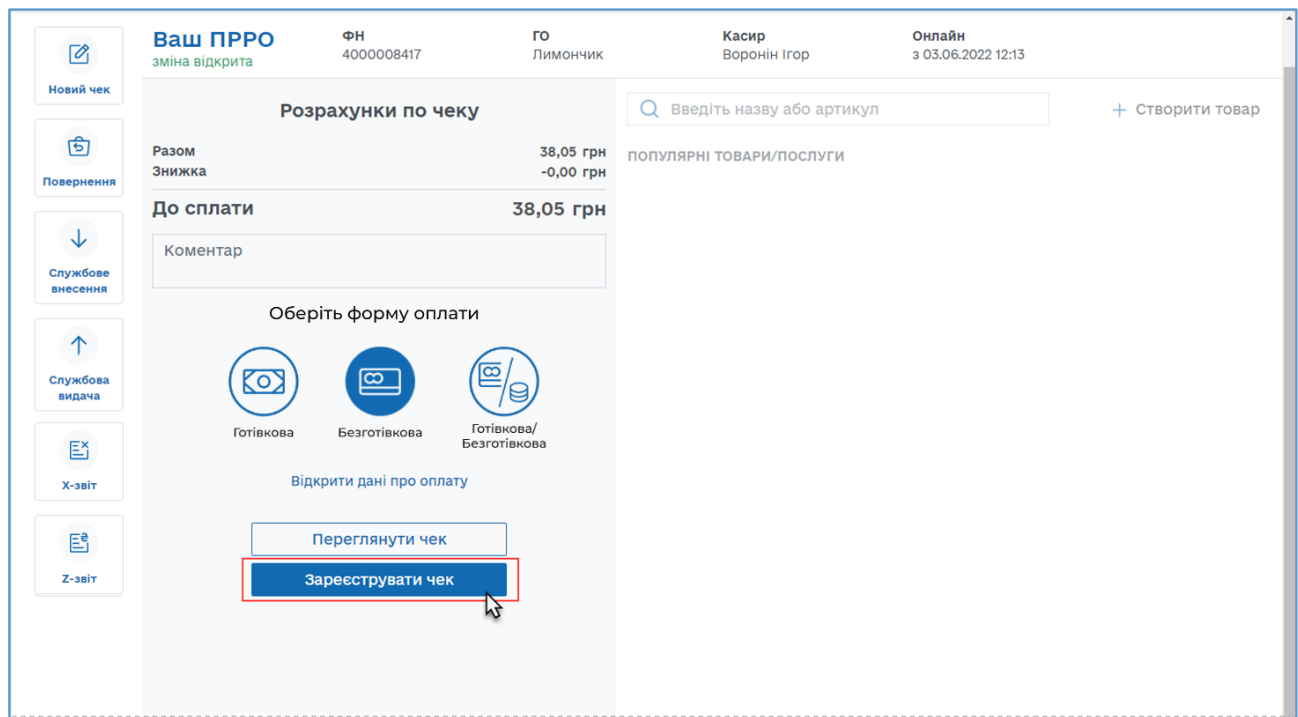 Ваш ПРРО
зміна відкрита
ФН
4000008417
ГО
Лимончик
Касир
Воронін Ігор
Онлайн
з 03.06.2022 12:13
Новий чек
Повернення
Службове
внесення
Службова
видача
X-звіт
Z-звіт
Розрахунки по чеку
Разом 38,05 грн
Знижка -0,00 грн
До сплати 38,05 грн
Коментар
Оберіть форму оплати
Готівкова
Безготівкова
Готівкова/
Безготівкова
Відкрити дані про оплату
Переглянути чек
Зареєструвати чек
Введіть назву або артикул
+ Створити товар
ПОПУЛЯРНІ ТОВАРИ/ПОСЛУГИ